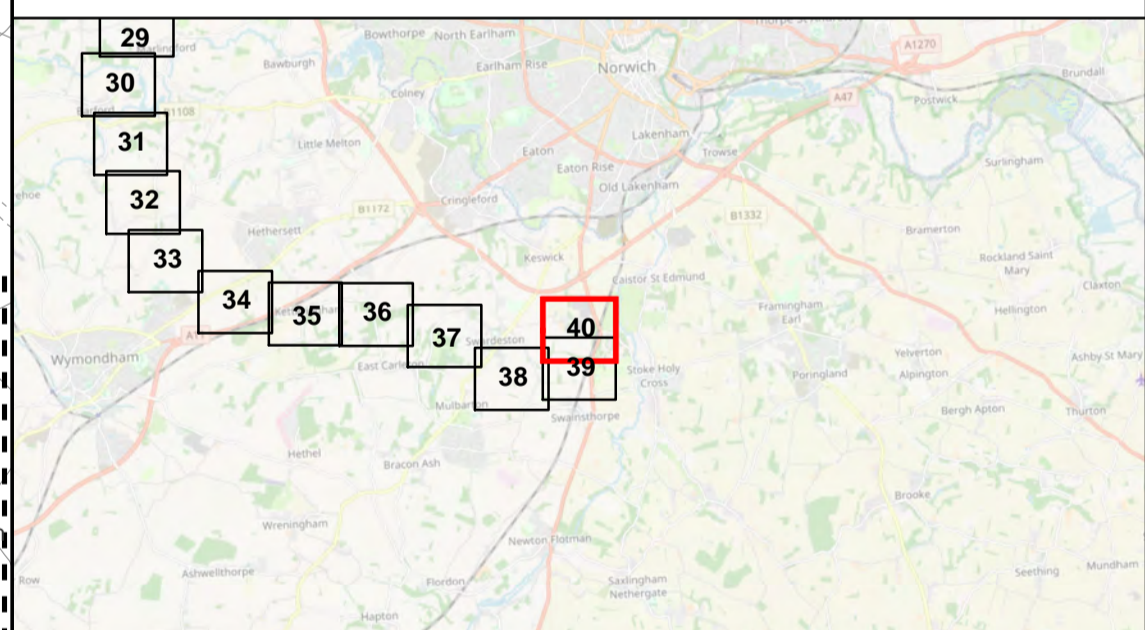 Bowthorpe
North Earlham
A1270
29
Bawburgh
Earlham Rise
Norwich
Brundall
30
Colney
A47
Postwick
B1108
31
Little Melton
Lakenham
Eaton
Trowse
Eaton Rise
Surlingham
Old Lakenham
32
Cringleford
B1172
B1332
Hethersett
Bramerton
33
Keswick
Rockland Saint
Mary
Caistor St Edmund
Claxton
34
35
36
40
Framingham
Earl
Hellington
37
Swardeston
Wymondham
Yelverton
Ashby St Mary
38
39
Stoke Holy
Cross
Poringland
Alpington
Bergh Apton
Thurton
Swainsthorpe
Hethel
Bracon Ash
Brooke
Wreningham
Newton Flotman
Ashwellthorpe
Flordon
Saxlingham
Nethergate
Seething
Mundham
Row
Hapton